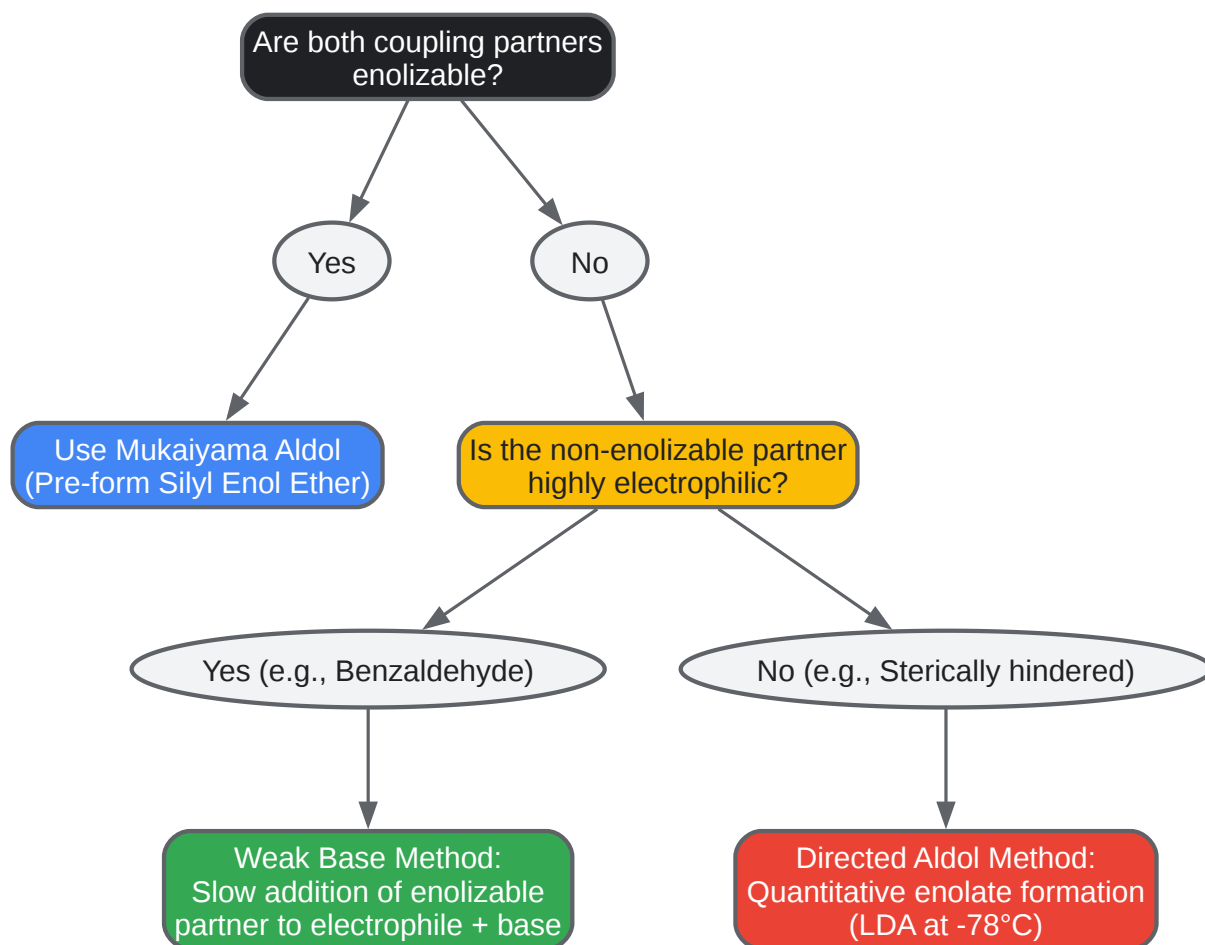 Are both coupling partners
enolizable?
Yes
No
Use Mukaiyama Aldol
(Pre-form Silyl Enol Ether)
Is the non-enolizable partner
highly electrophilic?
Yes (e.g., Benzaldehyde)
No (e.g., Sterically hindered)
Weak Base Method:
Slow addition of enolizable
partner to electrophile + base
Directed Aldol Method:
Quantitative enolate formation
(LDA at -78°C)